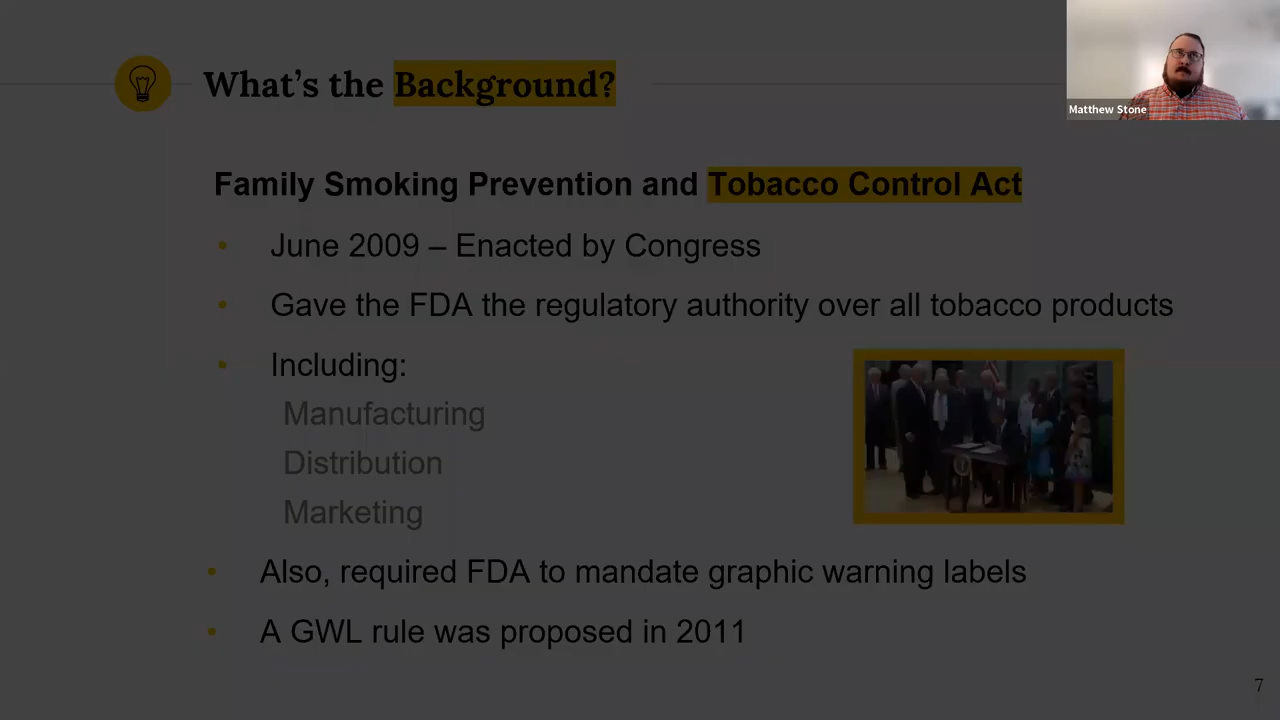 What's the Background?
Matthew Stone
Family Smoking Prevention and Tobacco Control Act
• June 2009 – Enacted by Congress
• Gave the FDA the regulatory authority over all tobacco products
• Including:
Manufacturing
Distribution
Marketing
• Also, required FDA to mandate graphic warning labels
• A GWL rule was proposed in 2011
7